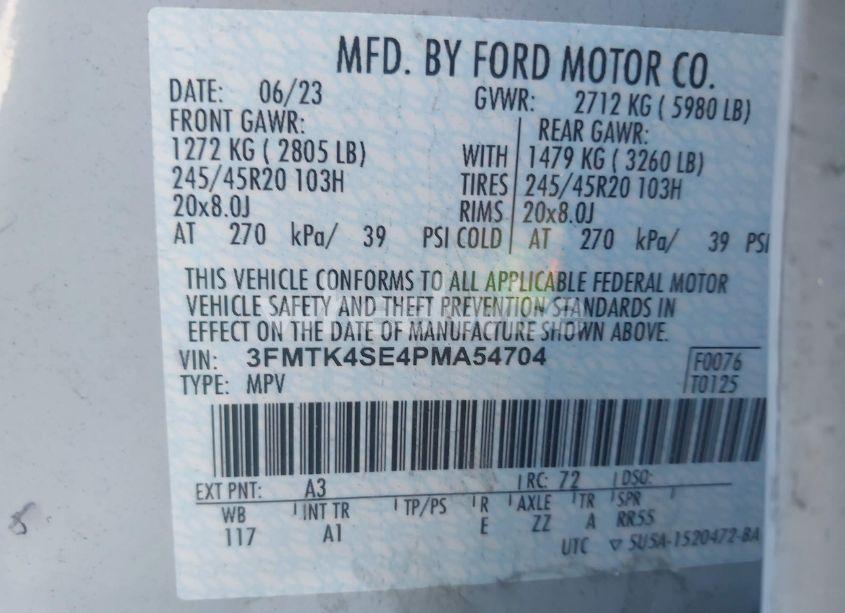 MFD. BY FORD MOTOR CO.
DATE: 06/23 GVWR: 2712 KG ( 5980 LB)
FRONT GAWR: REAR GAWR:
1272 KG ( 2805 LB) WITH 1479 KG ( 3260 LB)
245/45R20 103H TIRES 245/45R20 103H
20x8.0J RIMS 20x8.0J
AT 270 kPa/ 39 PSI COLD AT 270 kPa/ 39 PSI
THIS VEHICLE CONFORMS TO ALL APPLICABLE FEDERAL MOTOR
VEHICLE SAFETY AND THEFT PREVENTION STANDARDS IN
EFFECT ON THE DATE OF MANUFACTURE SHOWN ABOVE.
VIN: 3FMTK4SE4PMA54704 F0076
TYPE: MPV T0125
EXT PNT: A3 RC: 72 DSO:
WB INT TR TP/PS R AXLE TR SPR
117 A1 E ZZ A RR55
UTC ▽ 5U5A-1520472-BA